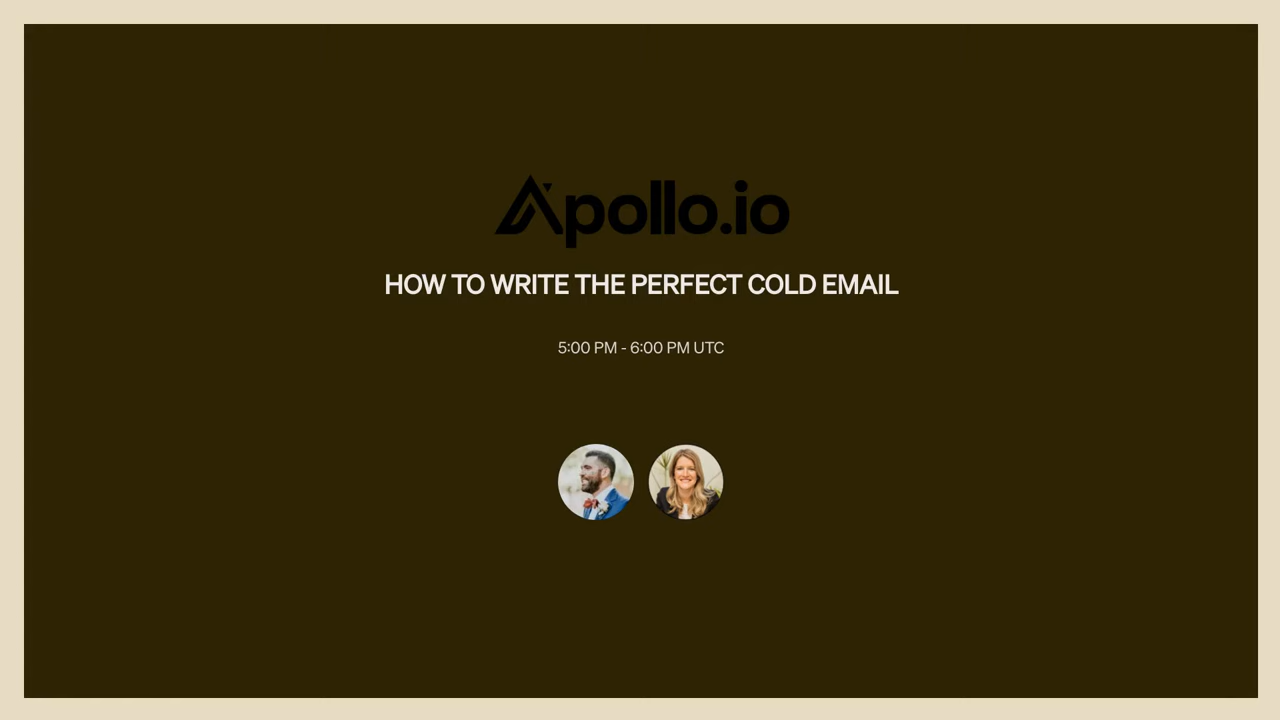 Apollo.io
HOW TO WRITE THE PERFECT COLD EMAIL
5:00 PM - 6:00 PM UTC